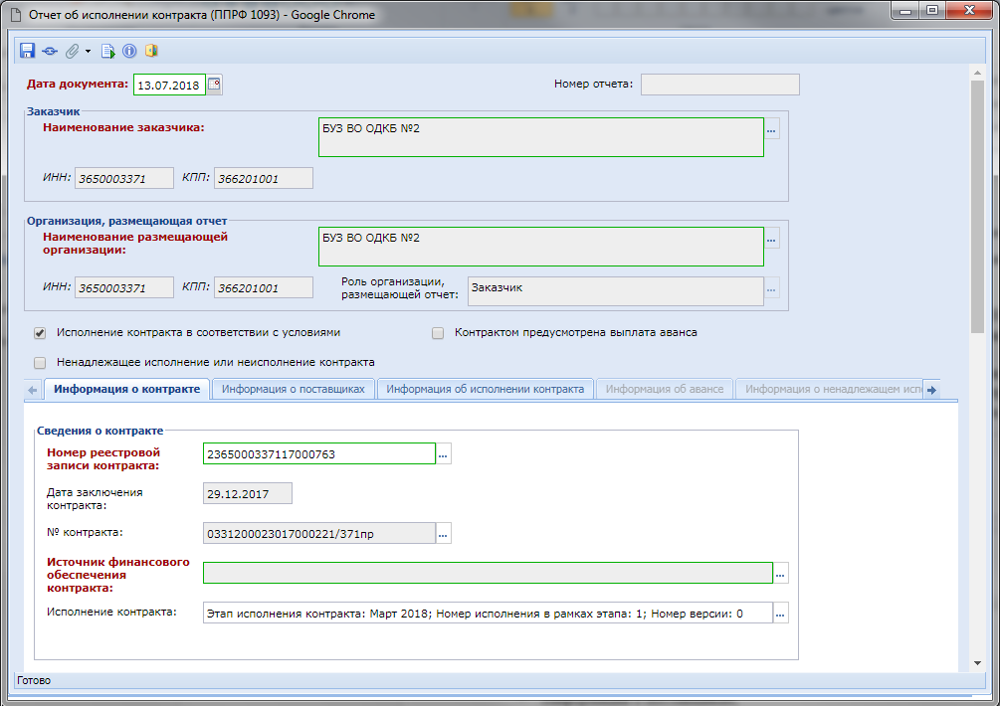 Отчет об исполнении контракта (ППРФ 1093) - Google Chrome
Дата документа: 13.07.2018 Номер отчета:
Заказчик
Наименование заказчика: БУЗ ВО ОДКБ №2 ...
ИНН: 3650003371 КПП: 366201001
Организация, размещающая отчет
Наименование размещающей БУЗ ВО ОДКБ №2 ...
организации:
ИНН: 3650003371 КПП: 366201001 Роль организации, Заказчик ...
размещающей отчет:
Исполнение контракта в соответствии с условиями Контрактом предусмотрена выплата аванса
Ненадлежащее исполнение или неисполнение контракта
Информация о контракте Информация о поставщиках Информация об исполнении контракта Информация об авансе Информация о ненадлежащем исп
Сведения о контракте
Номер реестровой 2365000337117000763 ...
записи контракта:
Дата заключения 29.12.2017
контракта:
№ контракта: 0331200023017000221/371пр ...
Источник финансового ...
обеспечения
контракта:
Исполнение контракта: Этап исполнения контракта: Март 2018; Номер исполнения в рамках этапа: 1; Номер версии: 0 ...
Готово